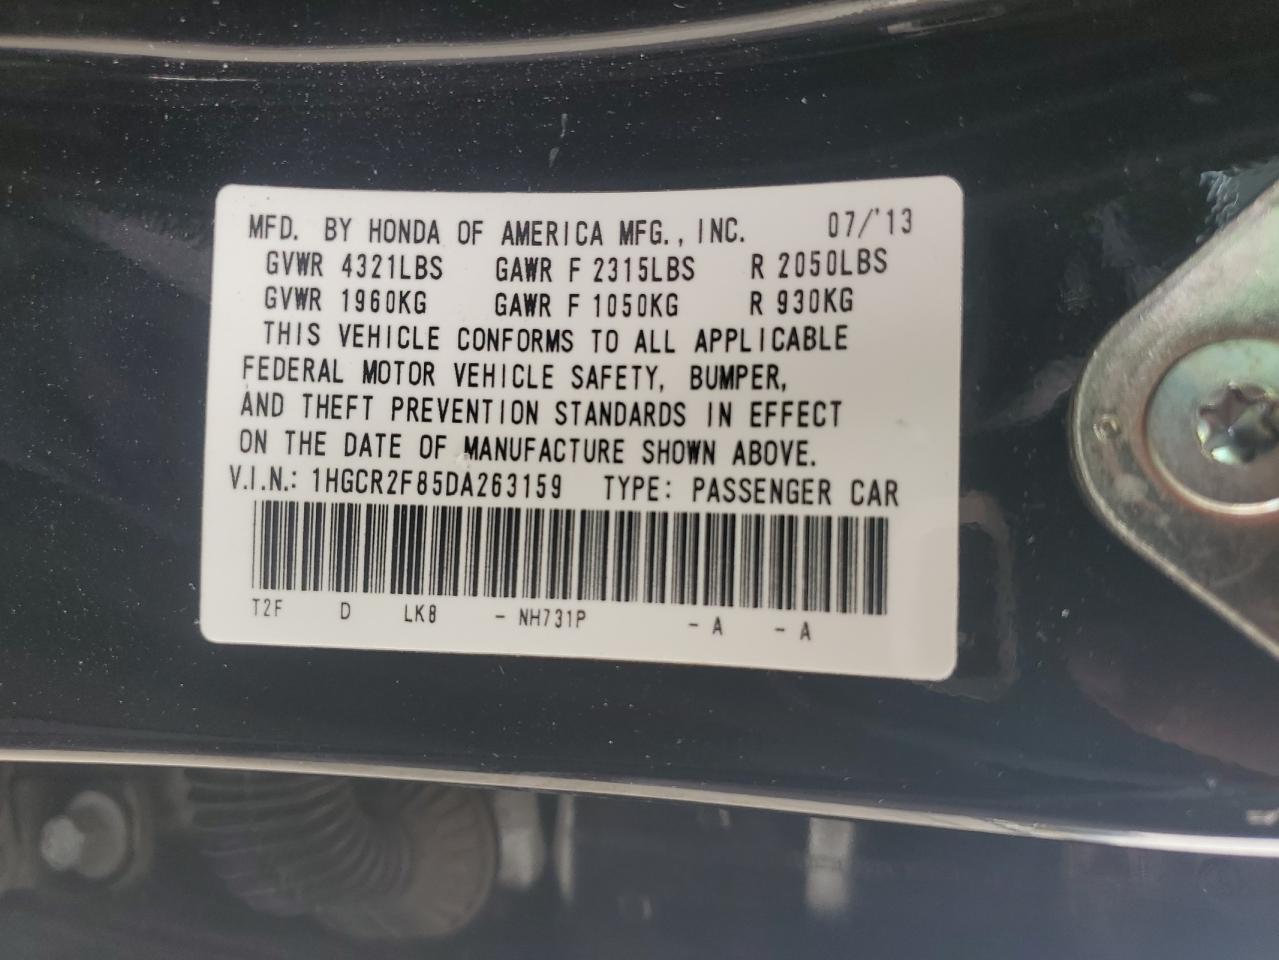 MFD. BY HONDA OF AMERICA MFG., INC. 07/'13
GVWR 4321LBS GAWR F 2315LBS R 2050LBS
GVWR 1960KG GAWR F 1050KG R 930KG
THIS VEHICLE CONFORMS TO ALL APPLICABLE
FEDERAL MOTOR VEHICLE SAFETY, BUMPER,
AND THEFT PREVENTION STANDARDS IN EFFECT
ON THE DATE OF MANUFACTURE SHOWN ABOVE.
V.I.N.: 1HGCR2F85DA263159 TYPE: PASSENGER CAR
T2F D LK8 - NH731P - A - A